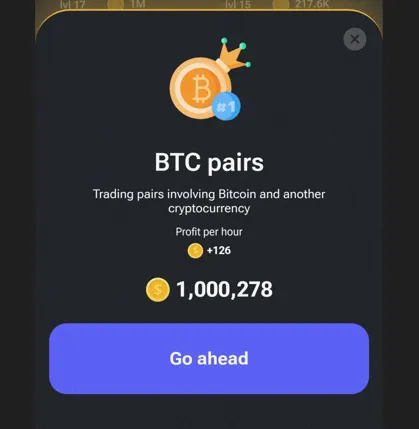 lvl 17 1M lvl 15 217.6K
#1
BTC pairs
Trading pairs involving Bitcoin and another
cryptocurrency
Profit per hour
+126
1,000,278
Go ahead